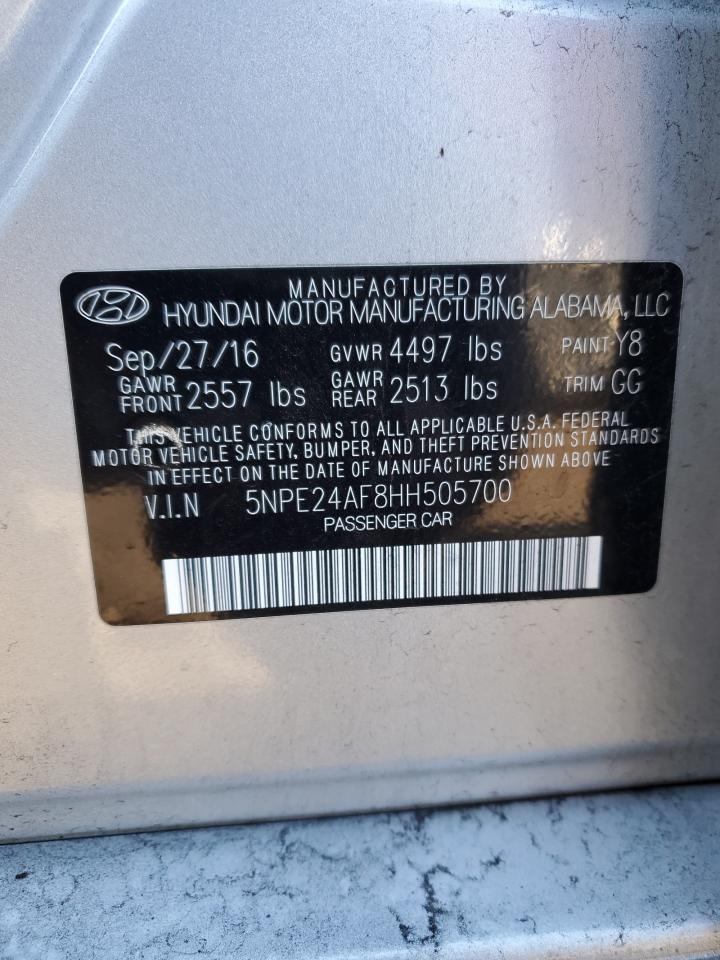 MANUFACTURED BY
HYUNDAI MOTOR MANUFACTURING ALABAMA, LLC
Sep/27/16 GVWR 4497 lbs PAINT Y8
GAWR FRONT 2557 lbs GAWR REAR 2513 lbs TRIM GG
THIS VEHICLE CONFORMS TO ALL APPLICABLE U.S.A. FEDERAL
MOTOR VEHICLE SAFETY, BUMPER, AND THEFT PREVENTION STANDARDS
IN EFFECT ON THE DATE OF MANUFACTURE SHOWN ABOVE
V.I.N 5NPE24AF8HH505700
PASSENGER CAR